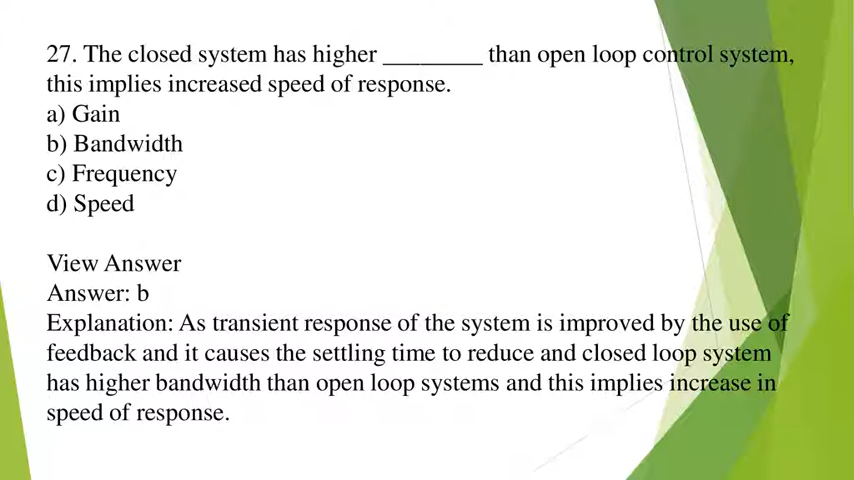 27. The closed system has higher ________ than open loop control system,
this implies increased speed of response.
a) Gain
b) Bandwidth
c) Frequency
d) Speed
View Answer
Answer: b
Explanation: As transient response of the system is improved by the use of
feedback and it causes the settling time to reduce and closed loop system
has higher bandwidth than open loop systems and this implies increase in
speed of response.